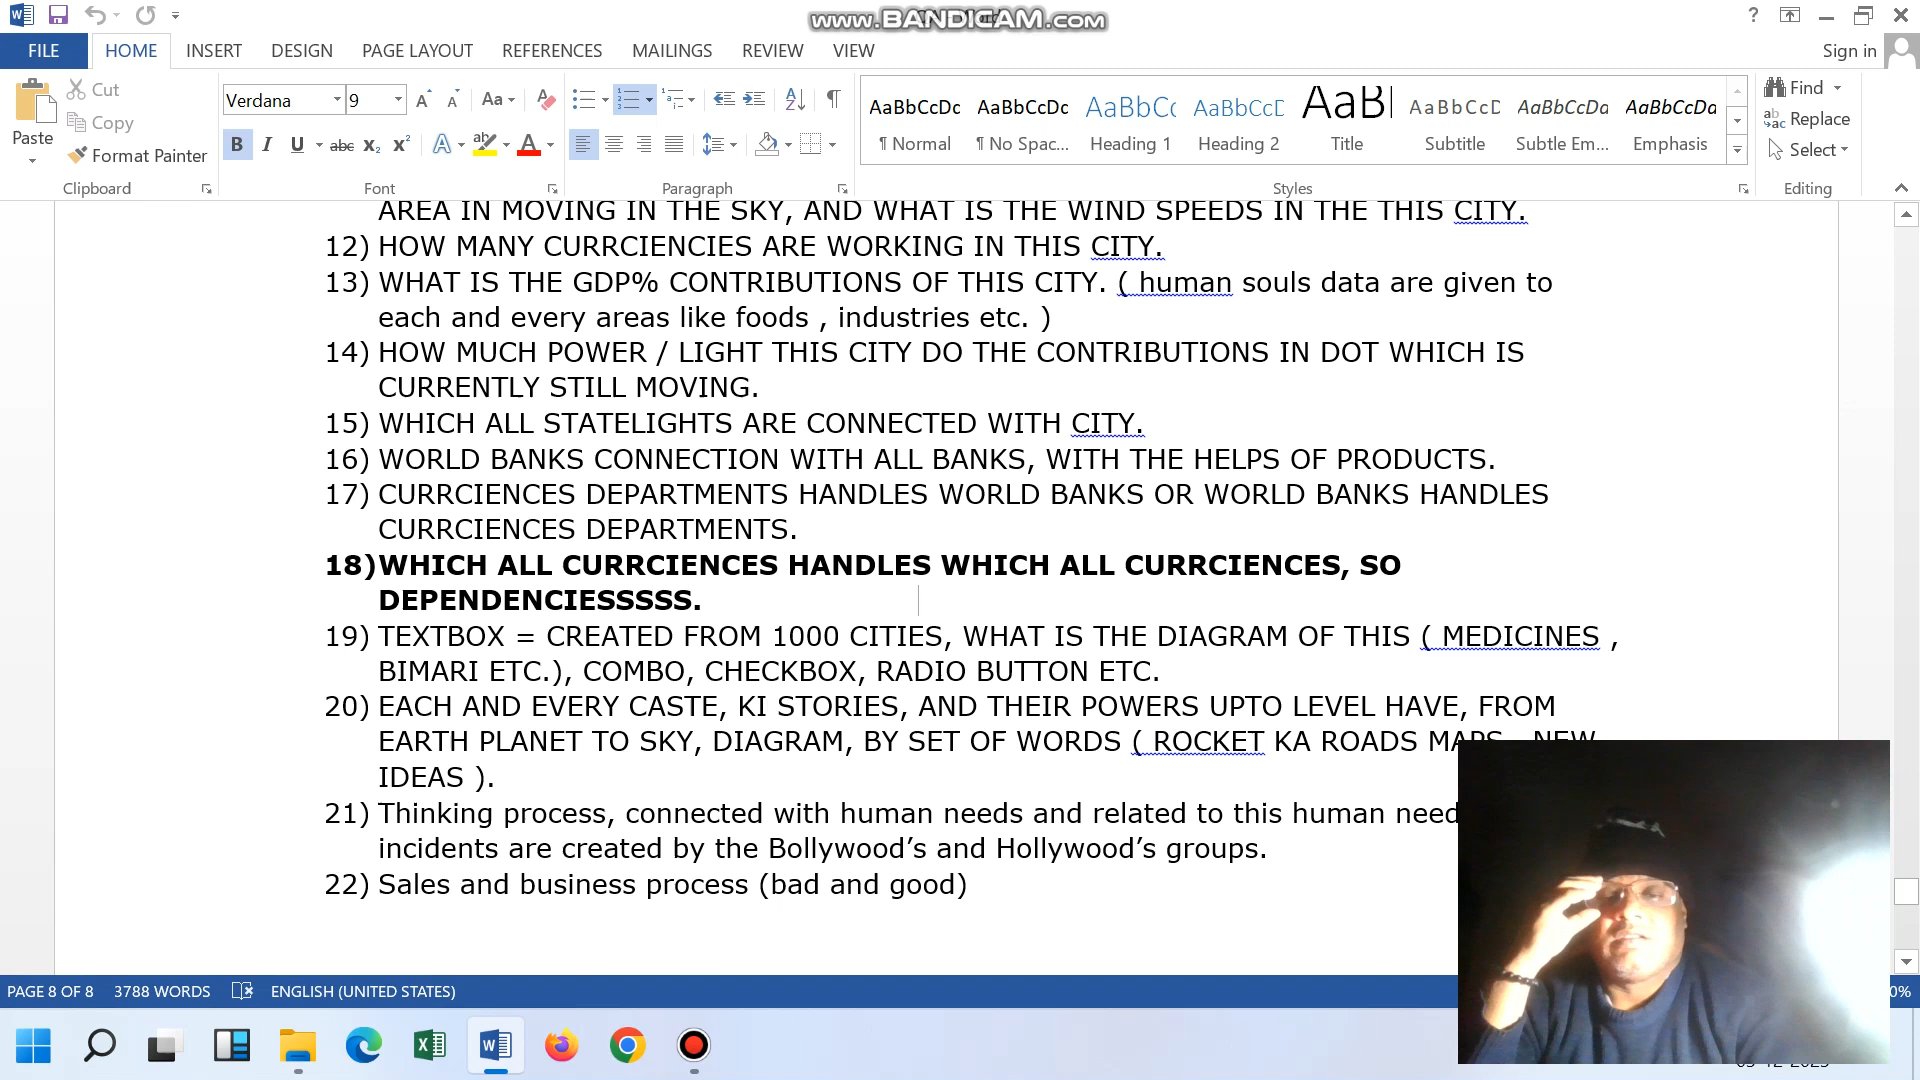 www.BANDICAM.com
FILE HOME INSERT DESIGN PAGE LAYOUT REFERENCES MAILINGS REVIEW VIEW Sign in
Paste Cut Copy Format Painter
Verdana 9 Aa
B I U abc X₂ X² A A
AaBbCcDc AaBbCcDc AaBbC AaBbCcD AaB AaBbCcD AaBbCcDa AaBbCcDa
¶ Normal ¶ No Spac... Heading 1 Heading 2 Title Subtitle Subtle Em... Emphasis
Find Replace Select
Clipboard Font Paragraph Styles Editing
AREA IN MOVING IN THE SKY, AND WHAT IS THE WIND SPEEDS IN THE THIS CITY.
12) HOW MANY CURRCIENCIES ARE WORKING IN THIS CITY.
13) WHAT IS THE GDP% CONTRIBUTIONS OF THIS CITY. ( human souls data are given to
each and every areas like foods , industries etc. )
14) HOW MUCH POWER / LIGHT THIS CITY DO THE CONTRIBUTIONS IN DOT WHICH IS
CURRENTLY STILL MOVING.
15) WHICH ALL STATELIGHTS ARE CONNECTED WITH CITY.
16) WORLD BANKS CONNECTION WITH ALL BANKS, WITH THE HELPS OF PRODUCTS.
17) CURRCIENCES DEPARTMENTS HANDLES WORLD BANKS OR WORLD BANKS HANDLES
CURRCIENCES DEPARTMENTS.
18) WHICH ALL CURRCIENCES HANDLES WHICH ALL CURRCIENCES, SO
DEPENDENCIESSSSS.
19) TEXTBOX = CREATED FROM 1000 CITIES, WHAT IS THE DIAGRAM OF THIS ( MEDICINES ,
BIMARI ETC.), COMBO, CHECKBOX, RADIO BUTTON ETC.
20) EACH AND EVERY CASTE, KI STORIES, AND THEIR POWERS UPTO LEVEL HAVE, FROM
EARTH PLANET TO SKY, DIAGRAM, BY SET OF WORDS ( ROCKET KA ROADS MAPS , NEW
IDEAS ).
21) Thinking process, connected with human needs and related to this human need
incidents are created by the Bollywood’s and Hollywood’s groups.
22) Sales and business process (bad and good)
PAGE 8 OF 8 3788 WORDS ENGLISH (UNITED STATES) 0%